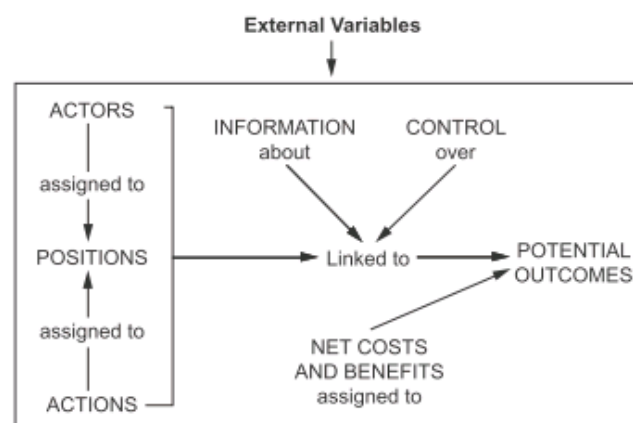 External Variables
ACTORS
assigned to
POSITIONS
assigned to
ACTIONS
INFORMATION
about
CONTROL
over
Linked to
POTENTIAL
OUTCOMES
NET COSTS
AND BENEFITS
assigned to